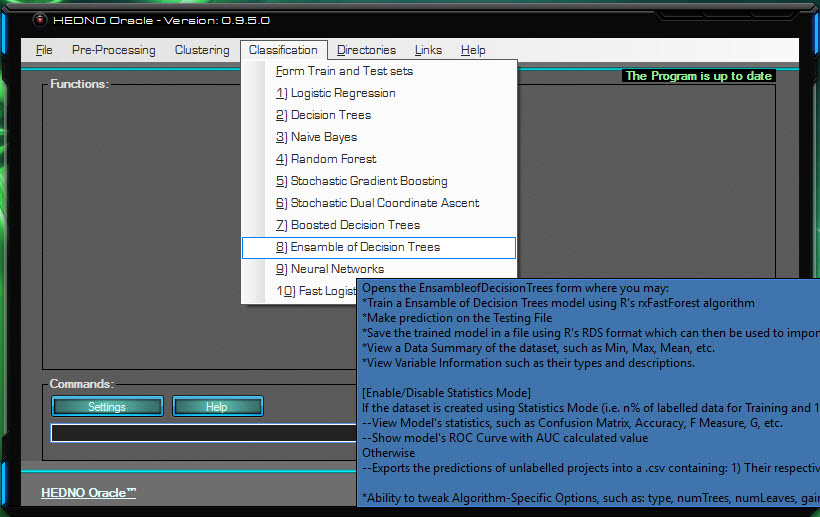 HEDNO Oracle - Version: 0.9.5.0
File Pre-Processing Clustering Classification Directories Links Help
The Program is up to date
Functions:
Form Train and Test sets
1) Logistic Regression
2) Decision Trees
3) Naive Bayes
4) Random Forest
5) Stochastic Gradient Boosting
6) Stochastic Dual Coordinate Ascent
7) Boosted Decision Trees
8) Ensamble of Decision Trees
9) Neural Networks
10) Fast Logist
Opens the EnsambleofDecisionTrees form where you may:
*Train a Ensamble of Decision Trees model using R's rxFastForest algorithm
*Make prediction on the Testing File
*Save the trained model in a file using R's RDS format which can then be used to impor
*View a Data Summary of the dataset, such as Min, Max, Mean, etc.
*View Variable Information such as their types and descriptions.
[Enable/Disable Statistics Mode]
If the dataset is created using Statistics Mode (i.e. n% of labelled data for Training and 1
--View Model's statistics, such as Confusion Matrix, Accuracy, F Measure, G, etc.
--Show model's ROC Curve with AUC calculated value
Otherwise
--Exports the predictions of unlabelled projects into a .csv containing: 1) Their respectiv
*Ability to tweak Algorithm-Specific Options, such as: type, numTrees, numLeaves, gain
Commands:
Settings Help
HEDNO Oracle™